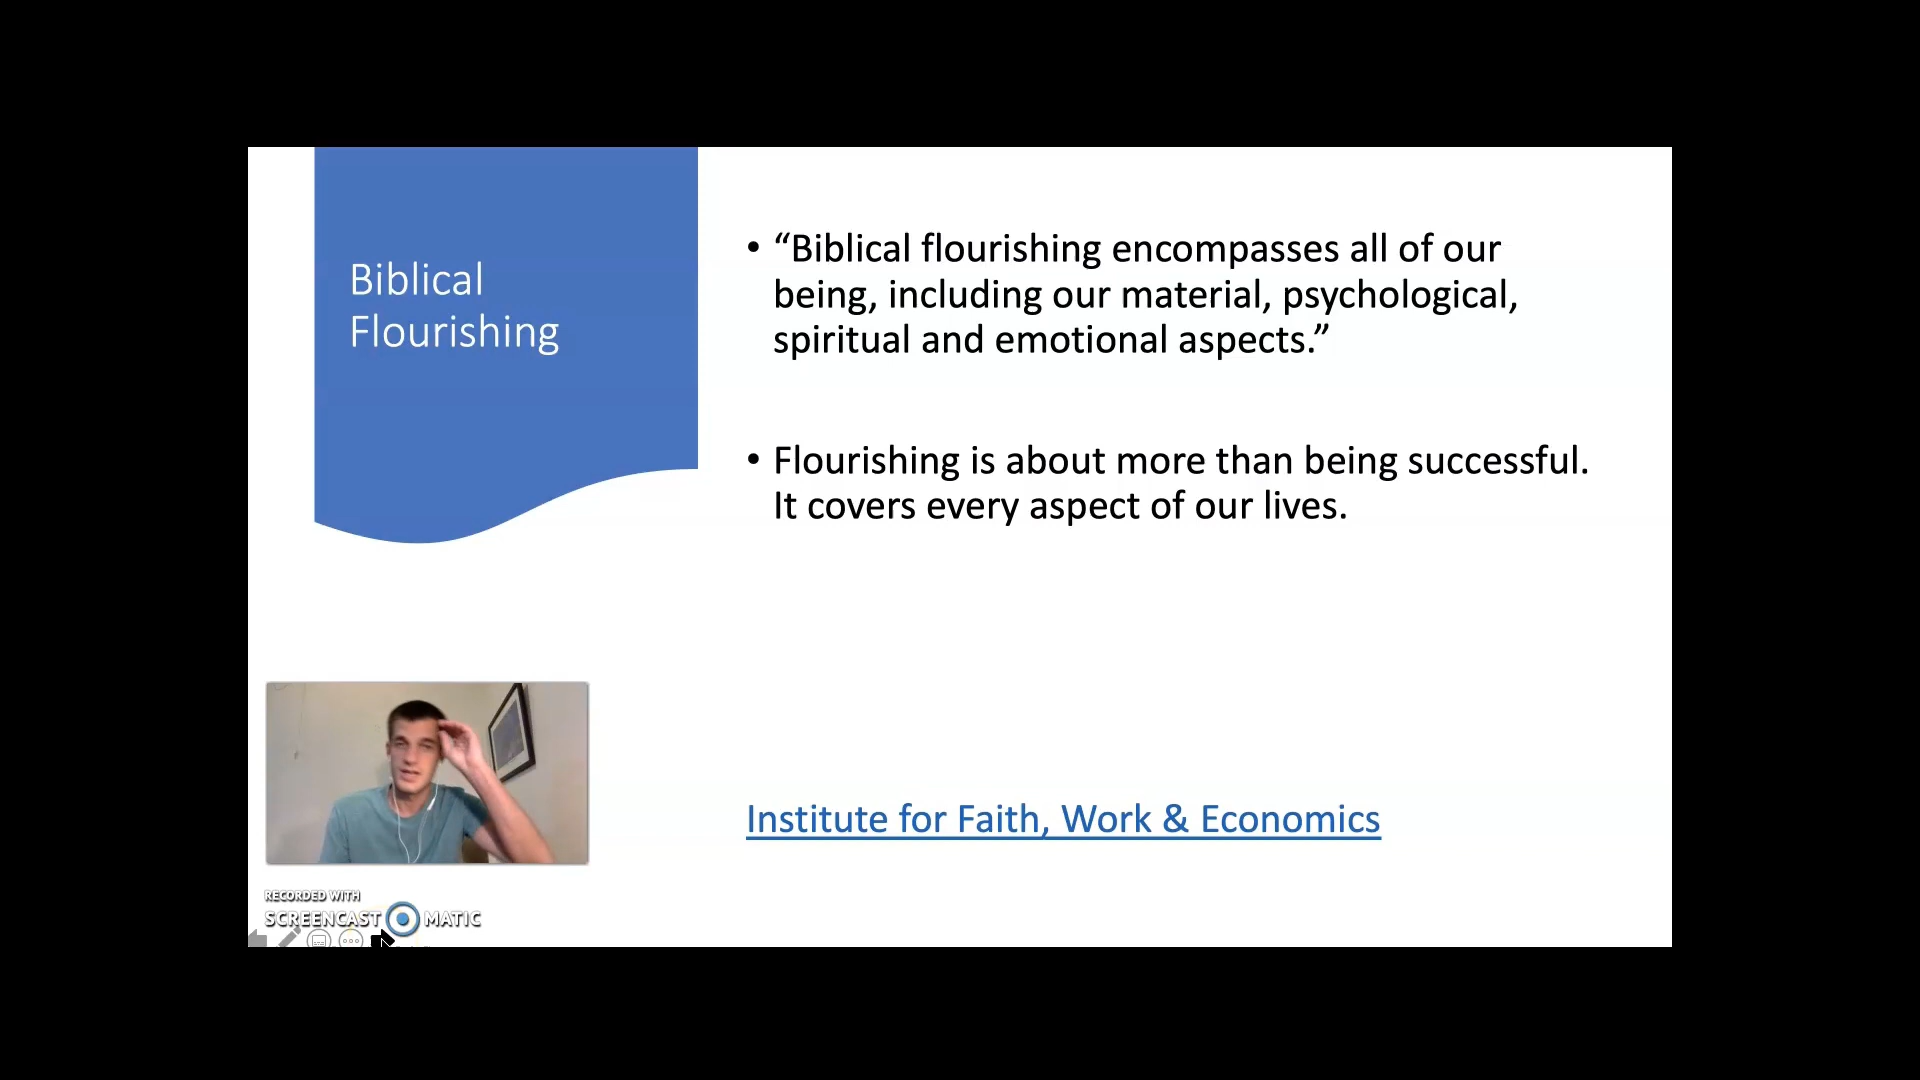 Biblical
Flourishing
• “Biblical flourishing encompasses all of our
being, including our material, psychological,
spiritual and emotional aspects.”
• Flourishing is about more than being successful.
It covers every aspect of our lives.
Institute for Faith, Work & Economics
RECORDED WITH
SCREENCAST MATIC